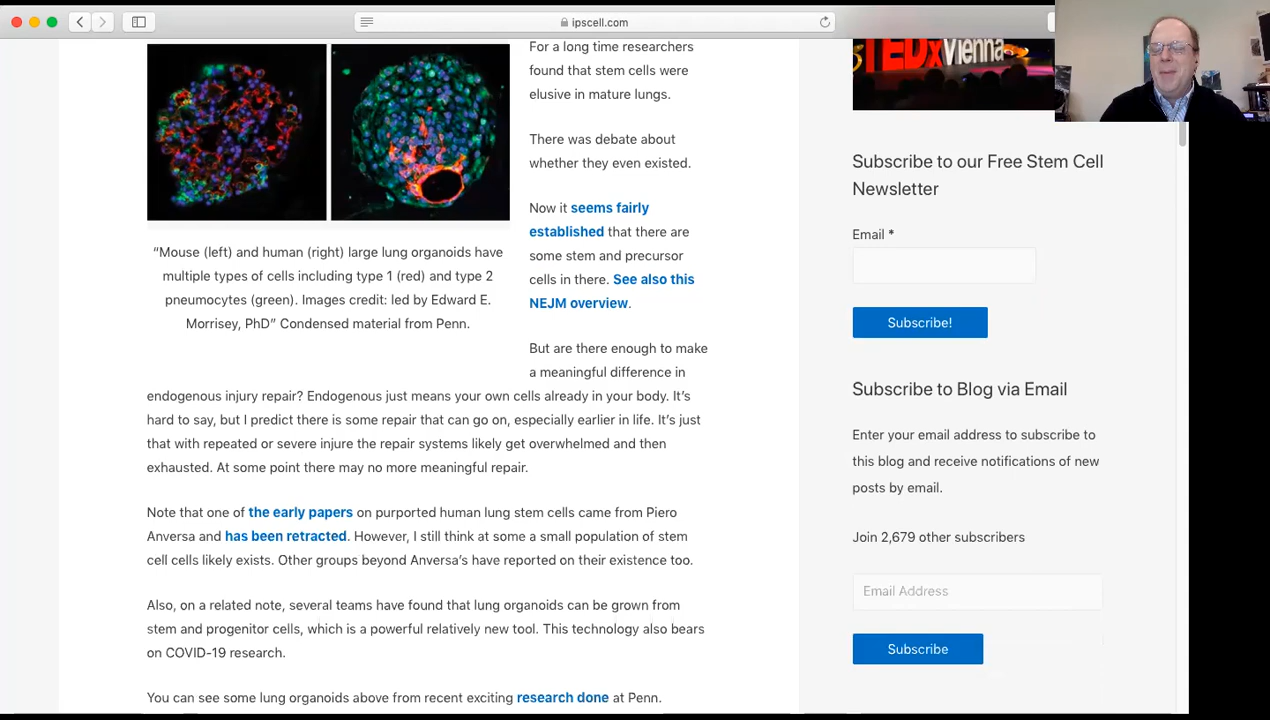 ipscell.com
For a long time researchers
found that stem cells were
elusive in mature lungs.
There was debate about
whether they even existed.
Now it seems fairly
established that there are
some stem and precursor
cells in there. See also this
NEJM overview.
“Mouse (left) and human (right) large lung organoids have
multiple types of cells including type 1 (red) and type 2
pneumocytes (green). Images credit: led by Edward E.
Morrisey, PhD” Condensed material from Penn.
But are there enough to make
a meaningful difference in
endogenous injury repair? Endogenous just means your own cells already in your body. It’s
hard to say, but I predict there is some repair that can go on, especially earlier in life. It’s just
that with repeated or severe injure the repair systems likely get overwhelmed and then
exhausted. At some point there may no more meaningful repair.
Note that one of the early papers on purported human lung stem cells came from Piero
Anversa and has been retracted. However, I still think at some a small population of stem
cell cells likely exists. Other groups beyond Anversa’s have reported on their existence too.
Also, on a related note, several teams have found that lung organoids can be grown from
stem and progenitor cells, which is a powerful relatively new tool. This technology also bears
on COVID-19 research.
You can see some lung organoids above from recent exciting research done at Penn.
TEDxVienna
Subscribe to our Free Stem Cell
Newsletter
Email *
Subscribe!
Subscribe to Blog via Email
Enter your email address to subscribe to
this blog and receive notifications of new
posts by email.
Join 2,679 other subscribers
Email Address
Subscribe